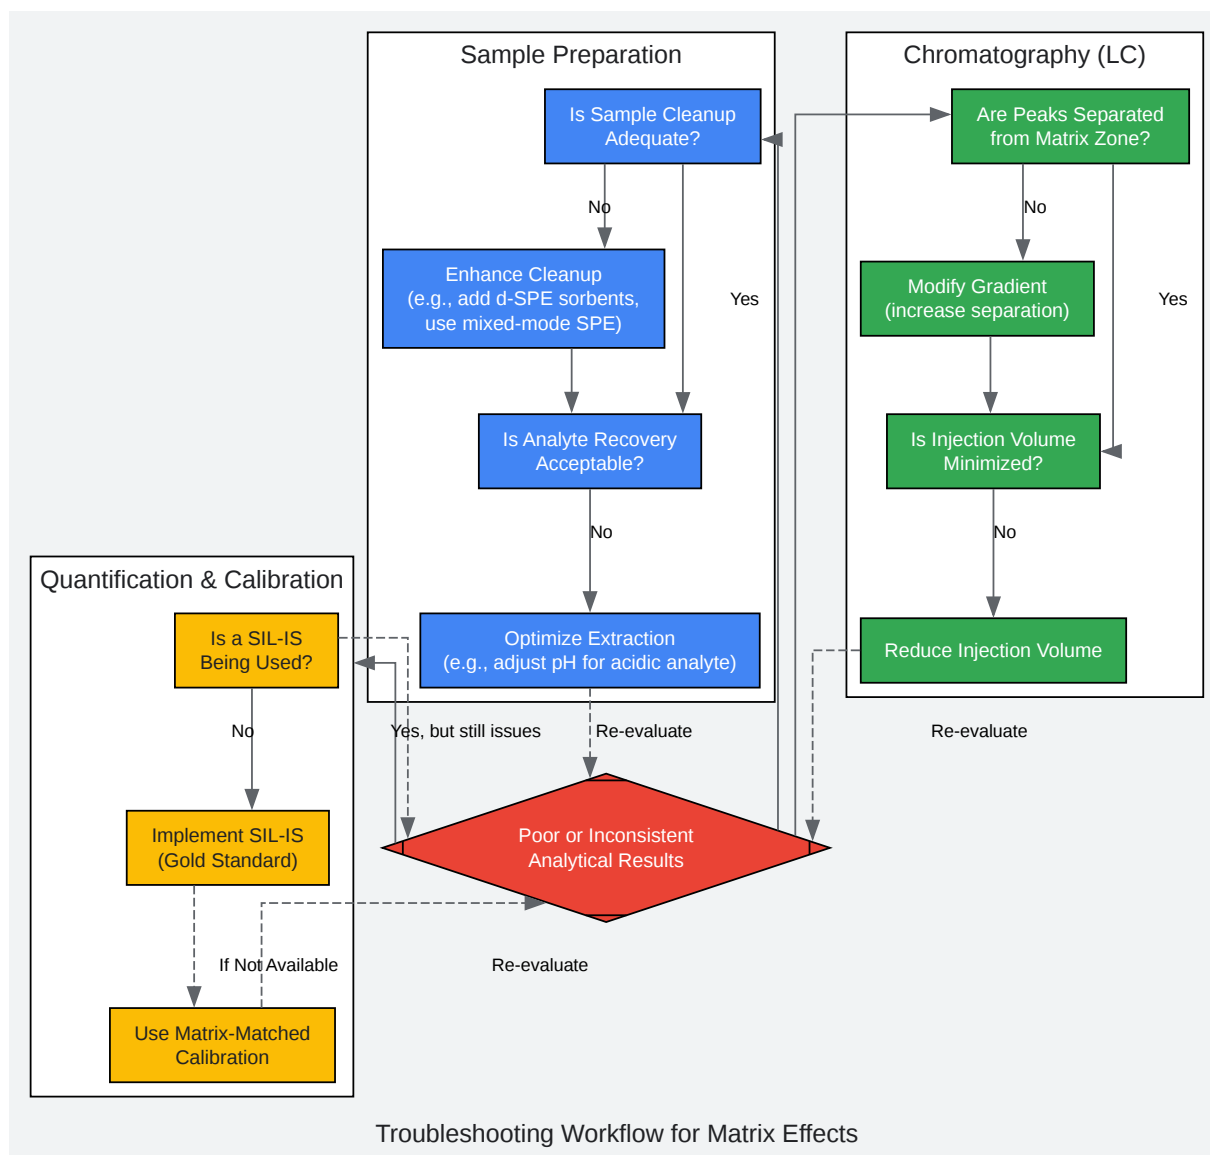 Sample Preparation
Is Sample Cleanup
Adequate?
No
Enhance Cleanup
(e.g., add d-SPE sorbents,
use mixed-mode SPE)
Yes
Is Analyte Recovery
Acceptable?
No
Optimize Extraction
(e.g., adjust pH for acidic analyte)
Chromatography (LC)
Are Peaks Separated
from Matrix Zone?
No
Modify Gradient
(increase separation)
Yes
Is Injection Volume
Minimized?
No
Reduce Injection Volume
Quantification & Calibration
Is a SIL-IS
Being Used?
No
Yes, but still issues
Re-evaluate
Re-evaluate
Implement SIL-IS
(Gold Standard)
Poor or Inconsistent
Analytical Results
If Not Available
Re-evaluate
Use Matrix-Matched
Calibration
Troubleshooting Workflow for Matrix Effects